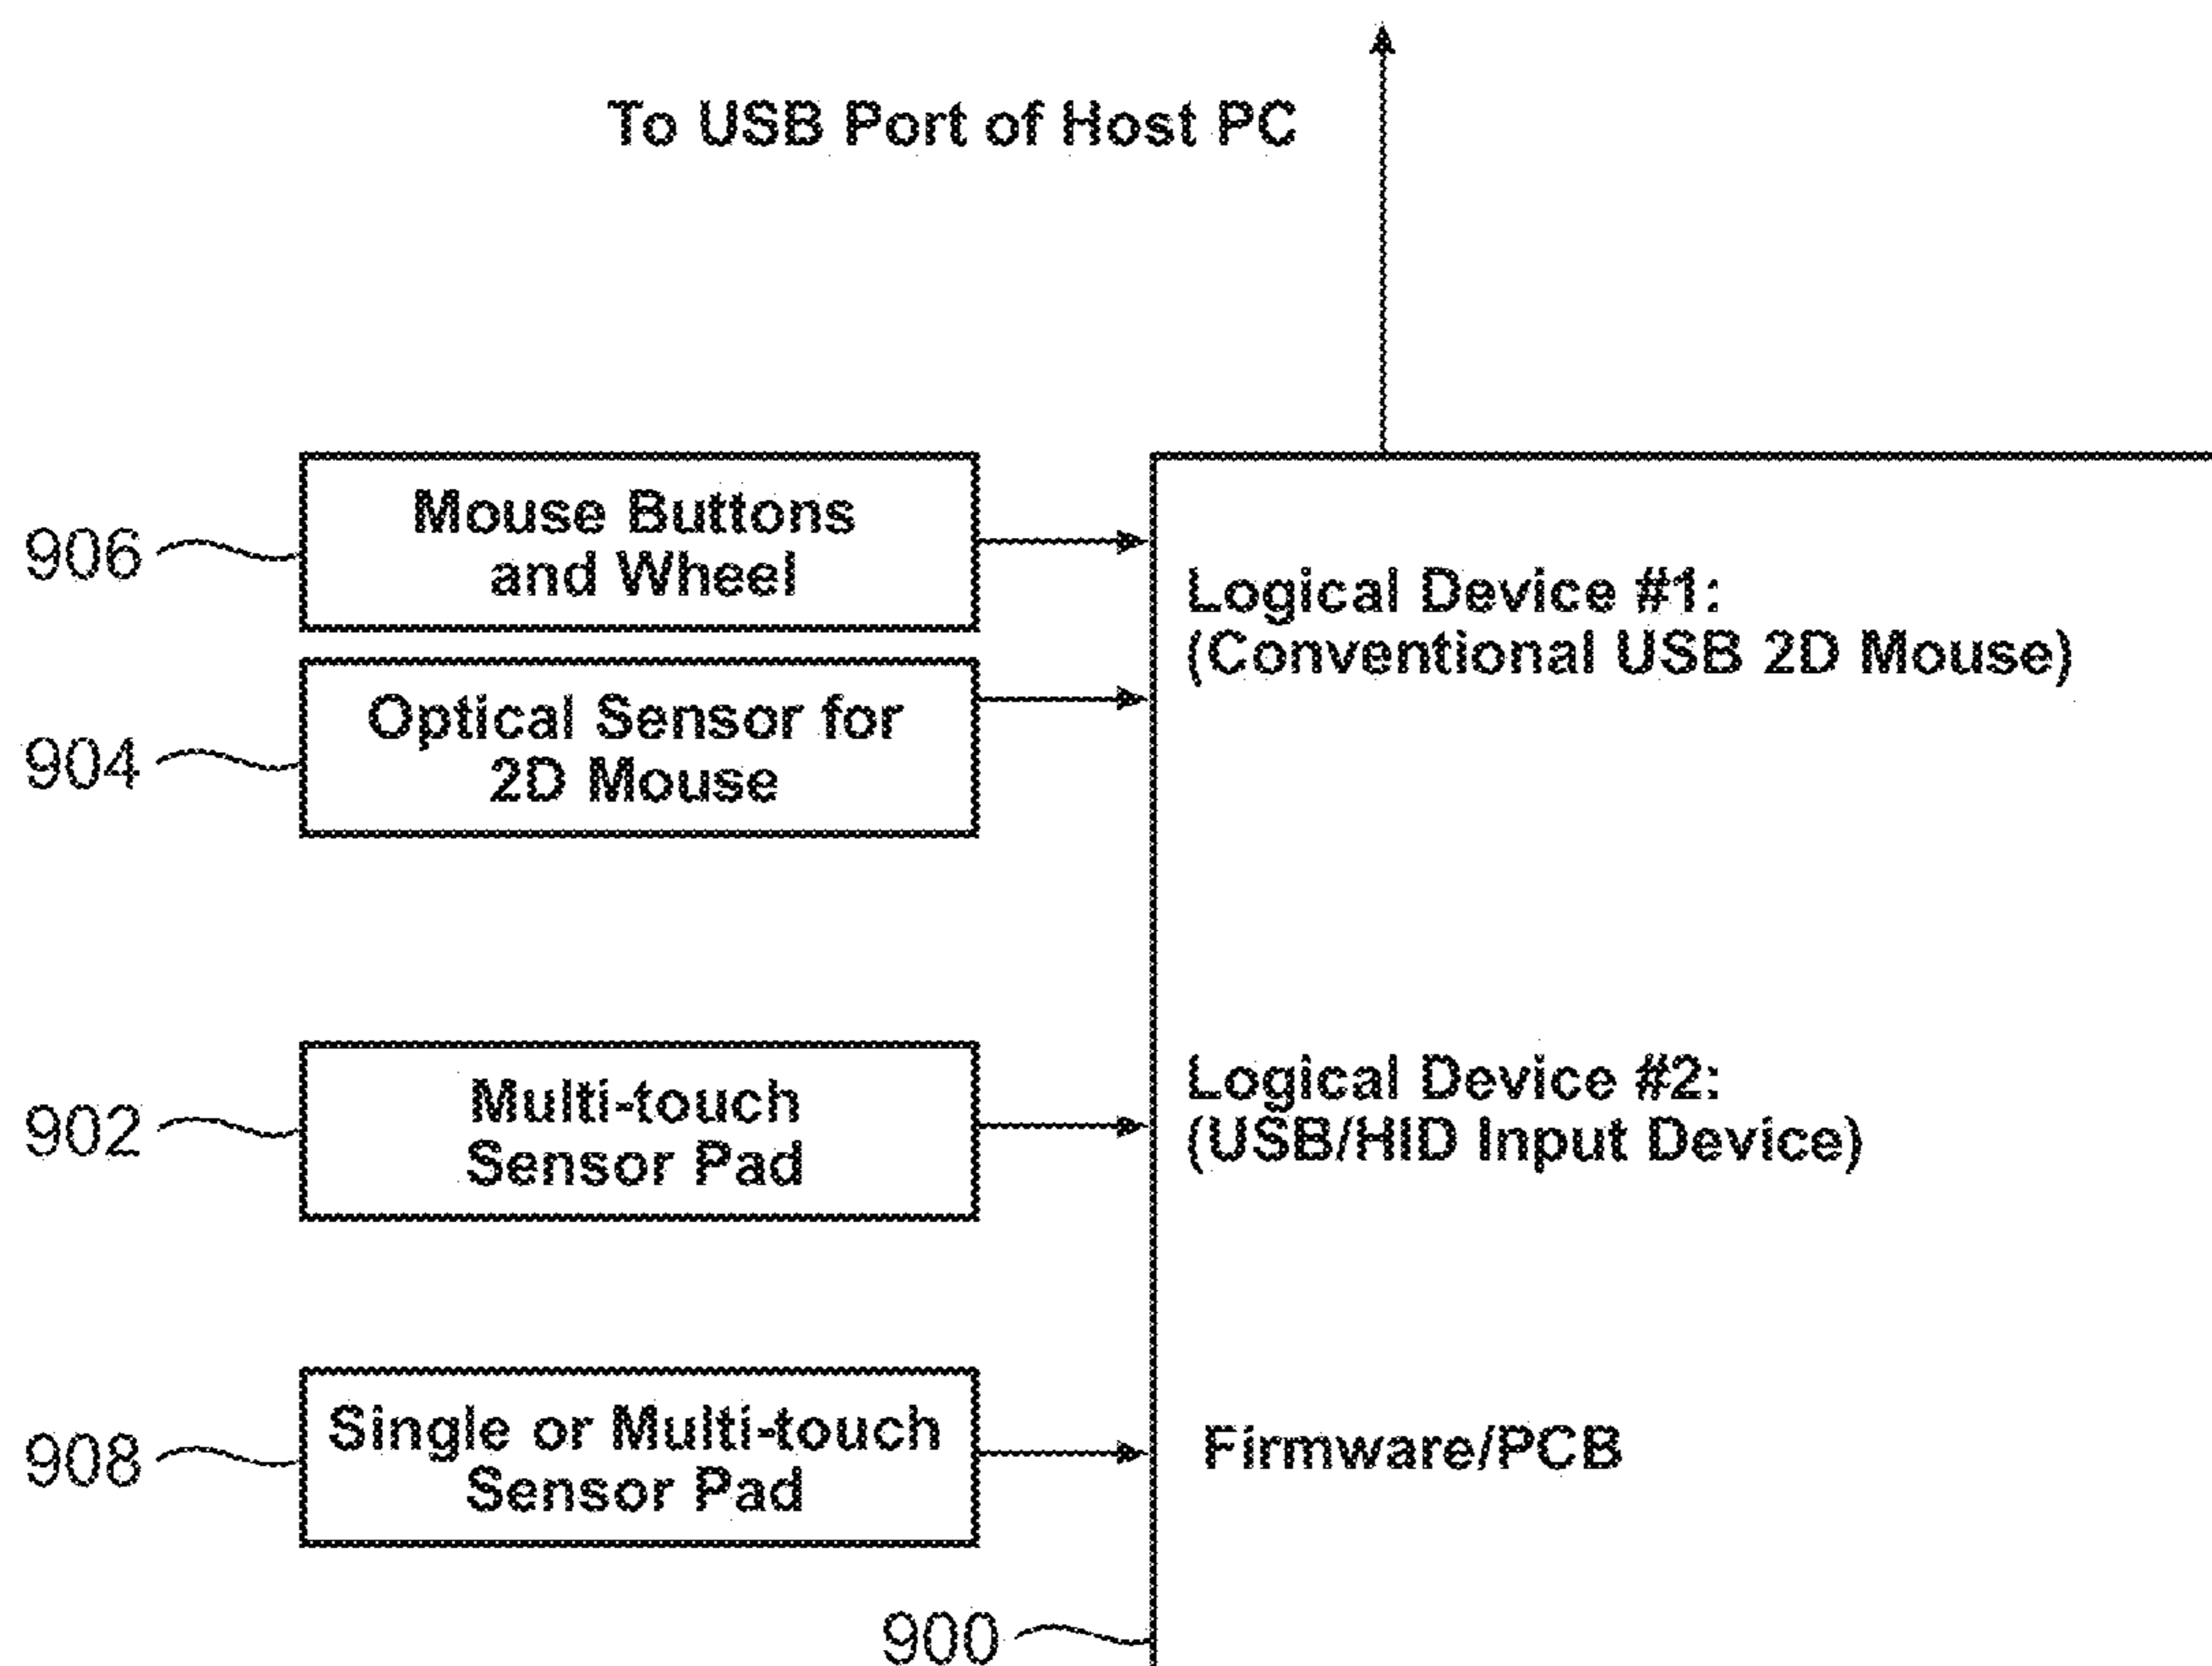 To USB Port of Host PC
906
Mouse Buttons
and Wheel
904
Optical Sensor for
2D Mouse
Logical Device #1:
(Conventional USB 2D Mouse)
902
Multi-touch
Sensor Pad
Logical Device #2:
(USB/HID Input Device)
908
Single or Multi-touch
Sensor Pad
Firmware/PCB
900